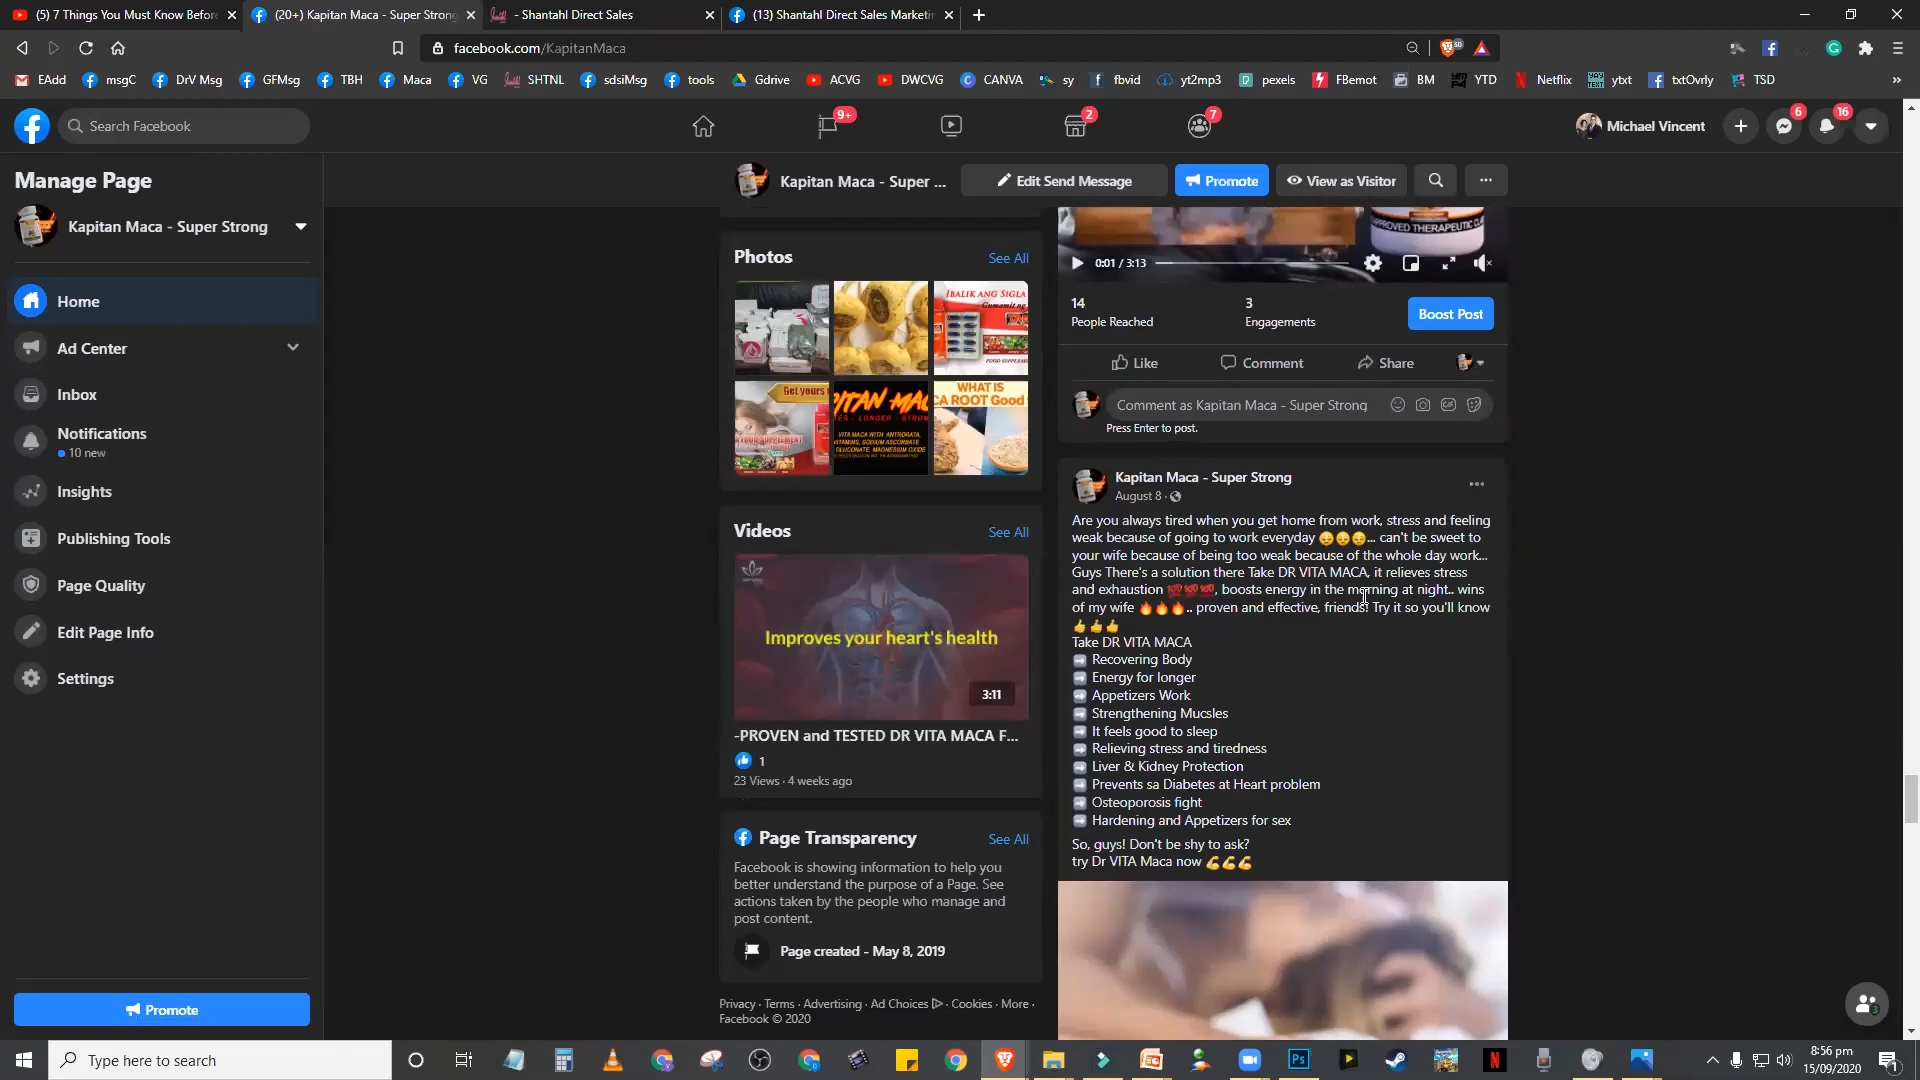 (5) 7 Things You Must Know Before
(20+) Kapitan Maca - Super Strong
- Shantahl Direct Sales
(13) Shantahl Direct Sales Marketin
facebook.com/KapitanMaca
EAdd
msgC
DrV Msg
GFMsg
TBH
Maca
VG
SHTNL
sdsiMsg
tools
Gdrive
ACVG
DWCVG
CANVA
sy
fbvid
yt2mp3
pexels
FBemot
BM
YTD
Netflix
ytxt
txtOvrly
TSD
Search Facebook
9+
2
7
Michael Vincent
6
16
Manage Page
Kapitan Maca - Super Strong
Home
Ad Center
Inbox
Notifications
10 new
Insights
Publishing Tools
Page Quality
Edit Page Info
Settings
Promote
Kapitan Maca - Super ...
Edit Send Message
Promote
View as Visitor
Photos
See All
IBALIK ANG SIGLA
Get yours
WHAT IS
Videos
See All
Improves your heart's health
3:11
-PROVEN and TESTED DR VITA MACA F...
1
23 Views · 4 weeks ago
Page Transparency
See All
Facebook is showing information to help you
better understand the purpose of a Page. See
actions taken by the people who manage and
post content.
Page created - May 8, 2019
Privacy · Terms · Advertising · Ad Choices · Cookies · More ·
Facebook © 2020
0:01 / 3:13
14
People Reached
3
Engagements
Boost Post
Like
Comment
Share
Comment as Kapitan Maca - Super Strong
Press Enter to post.
Kapitan Maca - Super Strong
August 8 ·
Are you always tired when you get home from work, stress and feeling
weak because of going to work everyday 😔😔😔... can't be sweet to
your wife because of being too weak because of the whole day work...
Guys There's a solution there Take DR VITA MACA, it relieves stress
and exhaustion 💯💯💯, boosts energy in the morning at night.. wins
of my wife 🔥🔥🔥.. proven and effective, friends! Try it so you'll know
👍👍👍
Take DR VITA MACA
➡️ Recovering Body
➡️ Energy for longer
➡️ Appetizers Work
➡️ Strengthening Mucsles
➡️ It feels good to sleep
➡️ Relieving stress and tiredness
➡️ Liver & Kidney Protection
➡️ Prevents sa Diabetes at Heart problem
➡️ Osteoporosis fight
➡️ Hardening and Appetizers for sex
So, guys! Don't be shy to ask?
try Dr VITA Maca now 💪💪💪
Type here to search
8:56 pm
15/09/2020